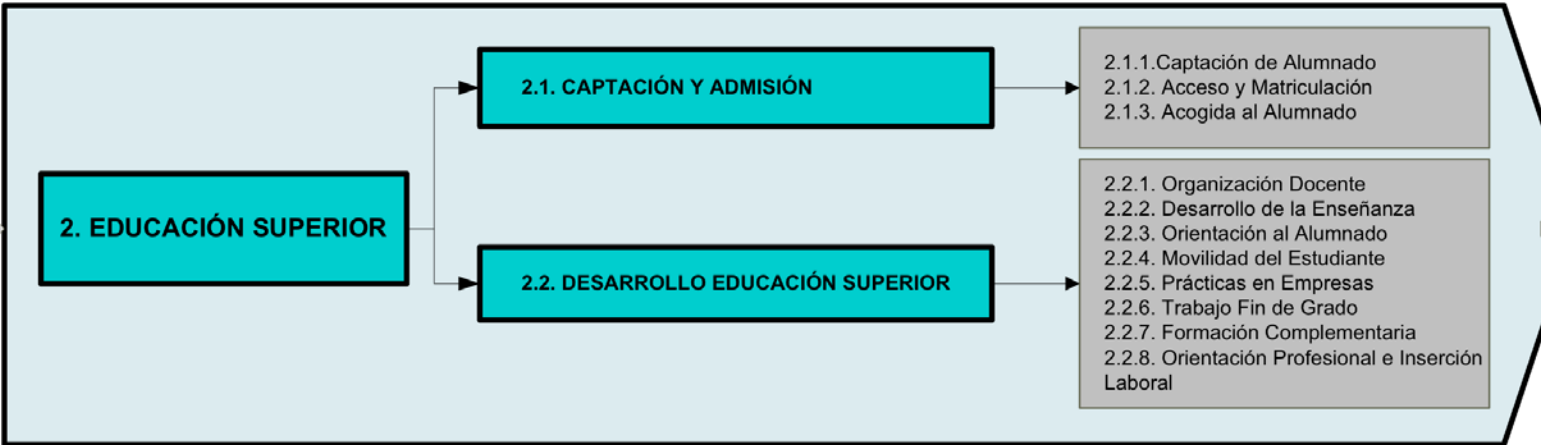 2. EDUCACIÓN SUPERIOR
2.1. CAPTACIÓN Y ADMISIÓN
2.1.1.Captación de Alumnado
2.1.2. Acceso y Matriculación
2.1.3. Acogida al Alumnado
2.2. DESARROLLO EDUCACIÓN SUPERIOR
2.2.1. Organización Docente
2.2.2. Desarrollo de la Enseñanza
2.2.3. Orientación al Alumnado
2.2.4. Movilidad del Estudiante
2.2.5. Prácticas en Empresas
2.2.6. Trabajo Fin de Grado
2.2.7. Formación Complementaria
2.2.8. Orientación Profesional e Inserción
Laboral